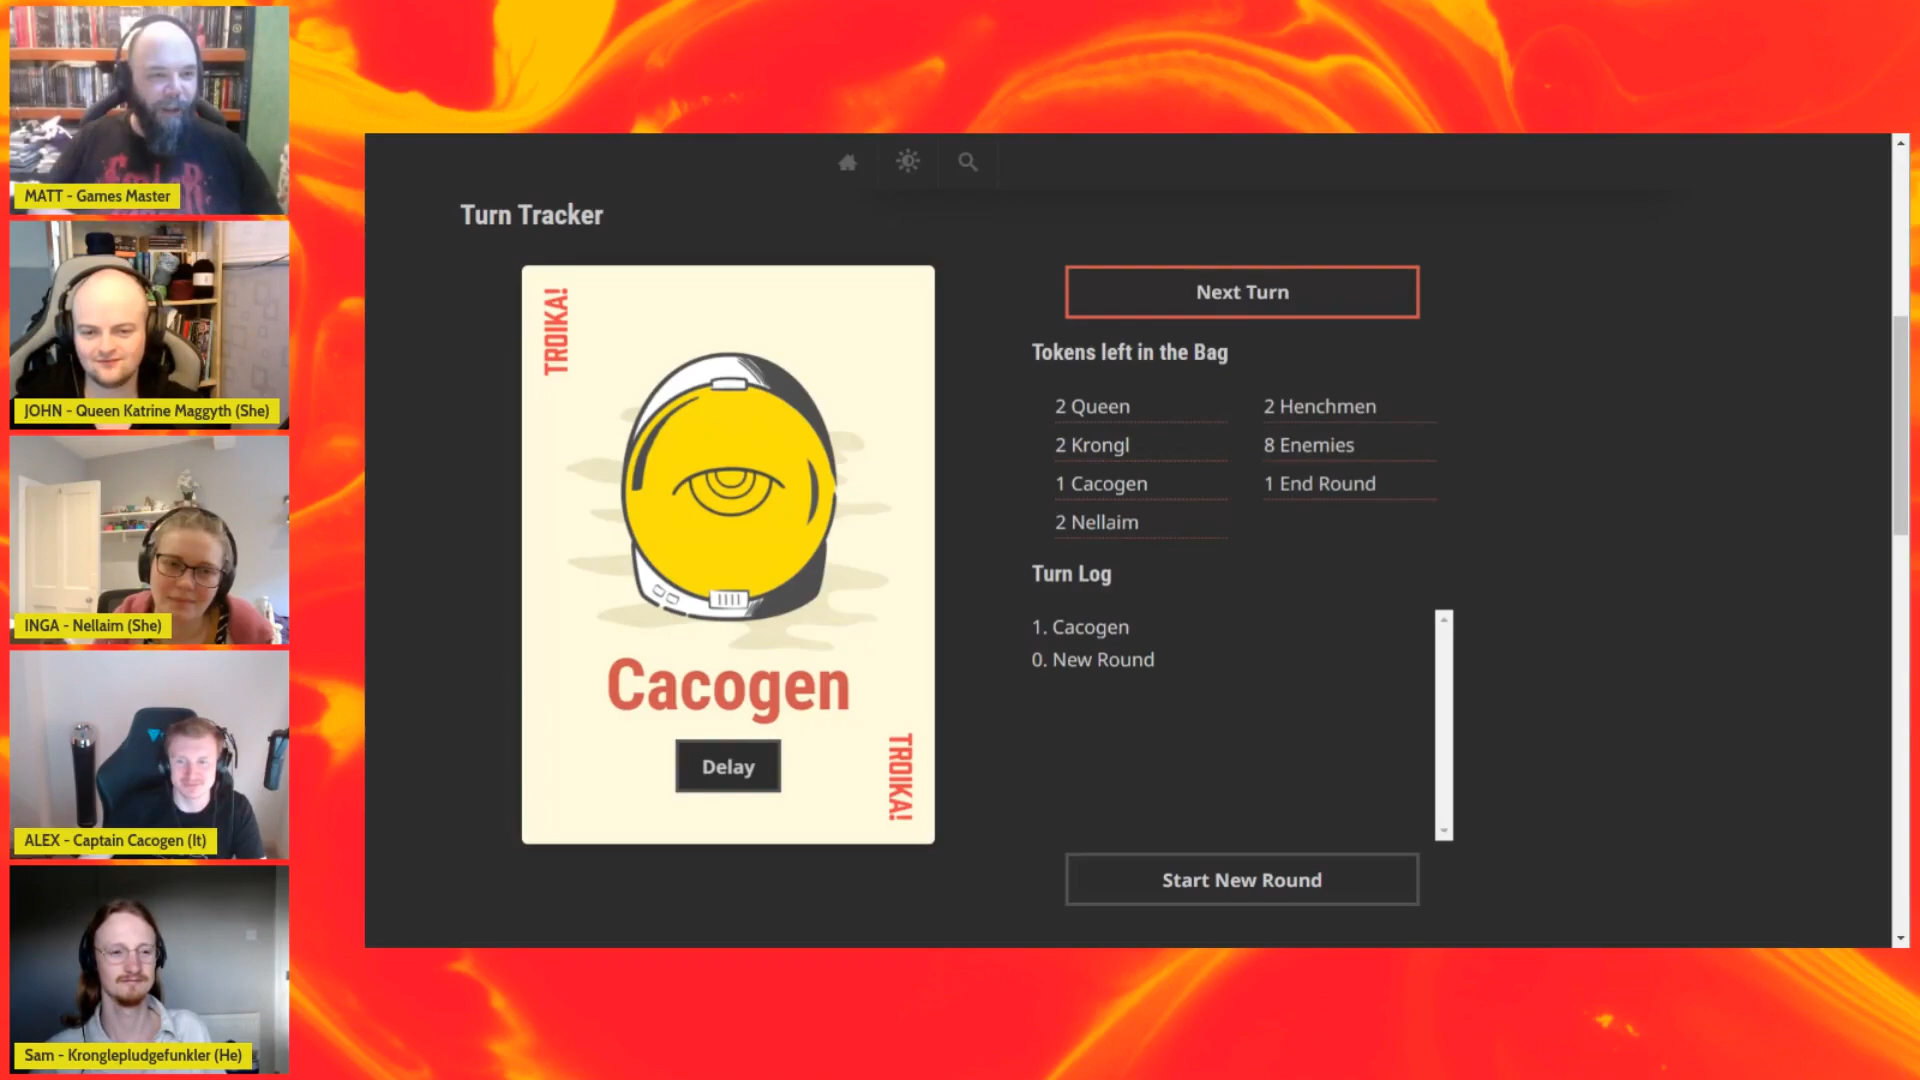 MATT - Games Master
JOHN - Queen Katrine Maggyth (She)
INGA - Nellaim (She)
ALEX - Captain Cacogen (It)
Sam - Kronglepludgefunkler (He)
Turn Tracker
TROIKA!
Cacogen
Delay
TROIKA!
Next Turn
Tokens left in the Bag
2 Queen
2 Krongl
1 Cacogen
2 Nellaim
2 Henchmen
8 Enemies
1 End Round
Turn Log
1. Cacogen
0. New Round
Start New Round